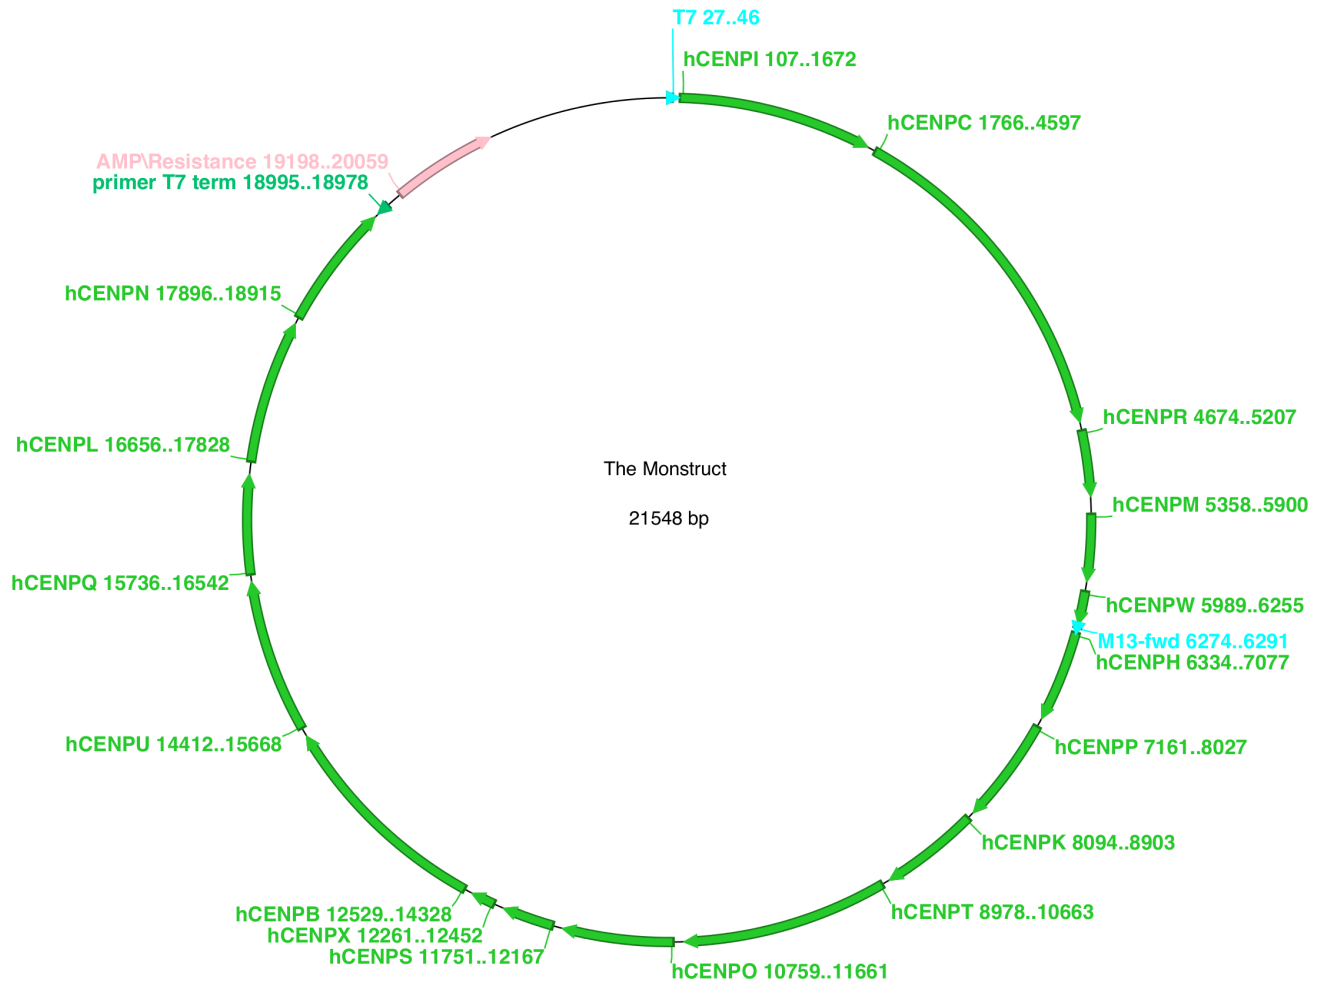 T7 27..46
hCENPI 107..1672
hCENPC 1766..4597
AMP\Resistance 19198..20059
primer T7 term 18995..18978
hCENPN 17896..18915
hCENPR 4674..5207
hCENPL 16656..17828
The Monstruct
hCENPM 5358..5900
21548 bp
hCENPQ 15736..16542
hCENPW 5989..6255
M13-fwd 6274..6291
hCENPH 6334..7077
hCENPU 14412..15668
hCENPP 7161..8027
hCENPK 8094..8903
hCENPT 8978..10663
hCENPB 12529..14328
hCENPX 12261..12452
hCENPS 11751..12167
hCENPO 10759..11661